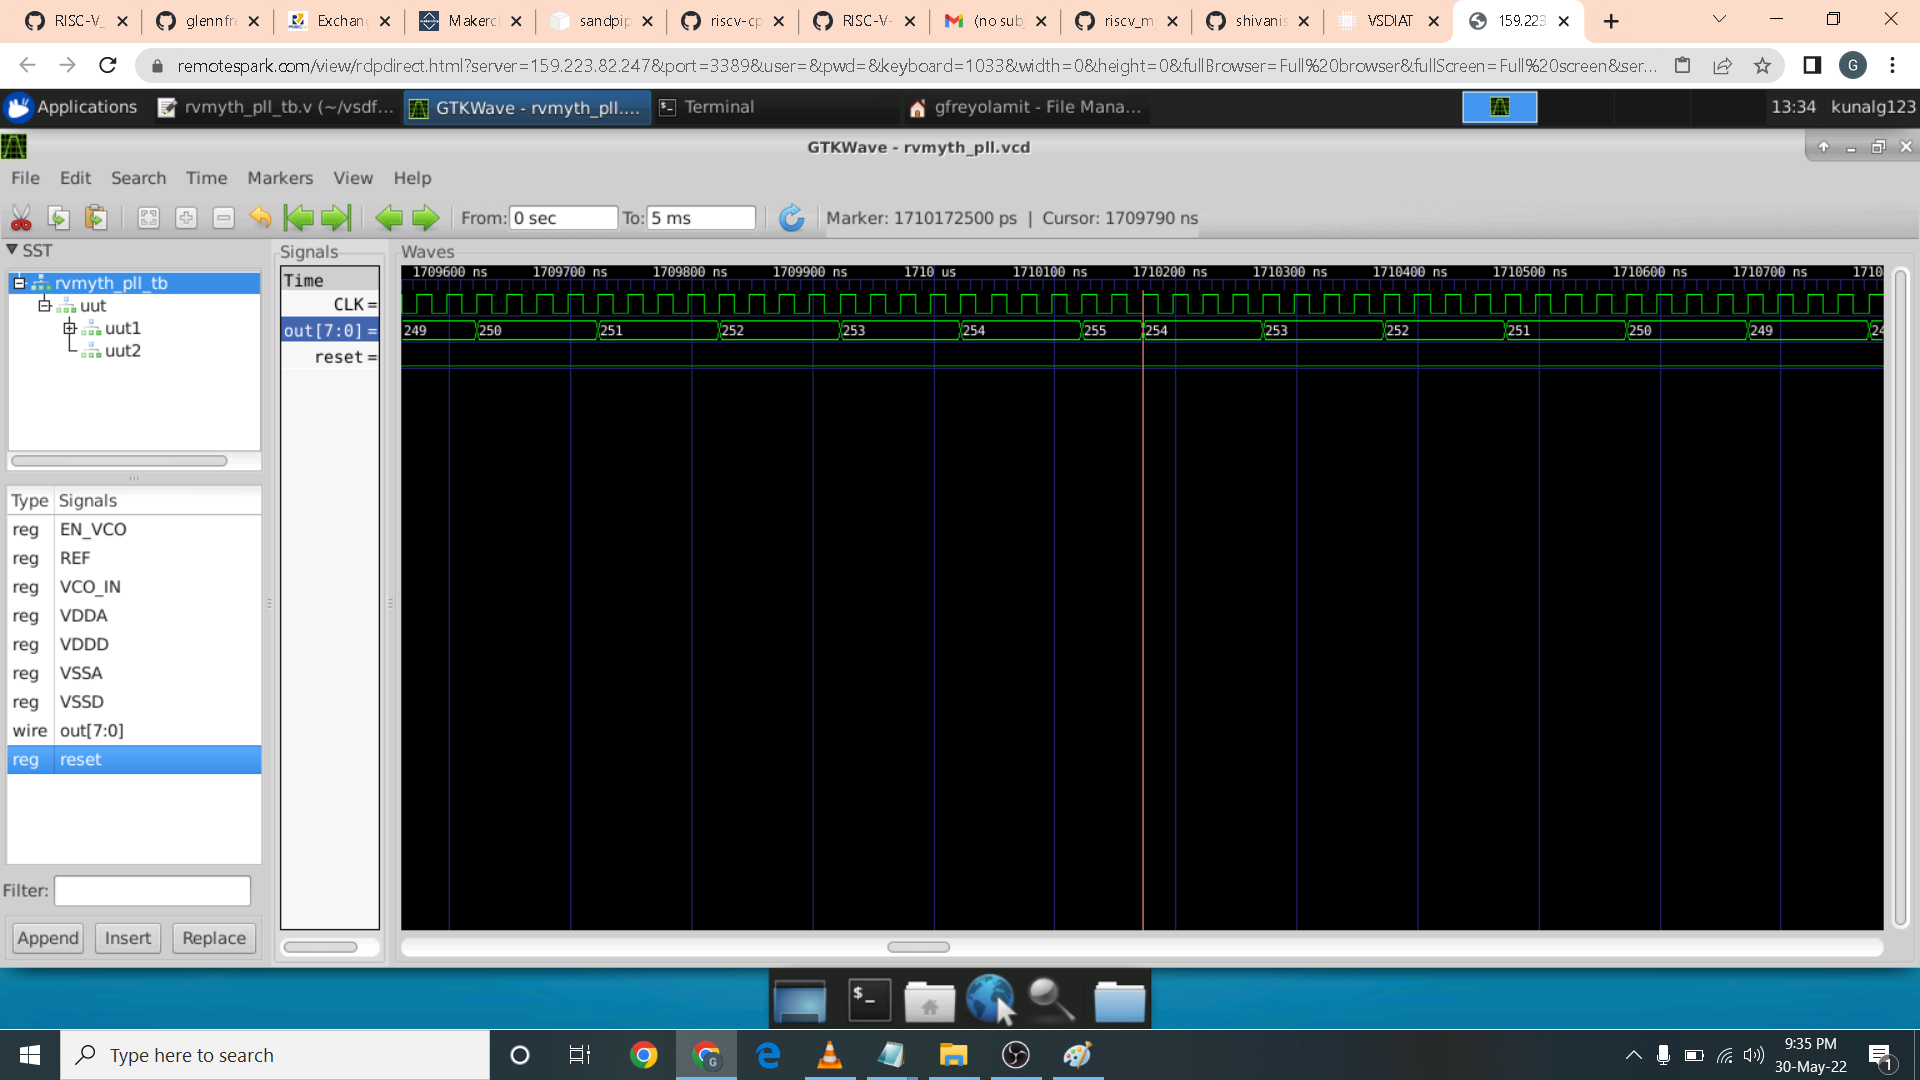 RISC-V_ glennfr Exchan Makerc sandpip riscv-cp RISC-V- (no subj riscv_my shivanis VSDIAT 159.223.
remotespark.com/view/rdpdirect.html?server=159.223.82.247&port=3389&user=&pwd=&keyboard=1033&width=0&height=0&fullBrowser=Full%20browser&fullScreen=Full%20screen&ser... G
Applications rvmyth_pll_tb.v (~/vsdf... GTKWave - rvmyth_pll.... Terminal gfreyolamit - File Mana... 13:34 kunalg123
GTKWave - rvmyth_pll.vcd
File Edit Search Time Markers View Help
From: 0 sec To: 5 ms Marker: 1710172500 ps | Cursor: 1709790 ns
SST
rvmyth_pll_tb
uut
uut1
uut2
Type Signals
reg EN_VCO
reg REF
reg VCO_IN
reg VDDA
reg VDDD
reg VSSA
reg VSSD
wire out[7:0]
reg reset
Filter:
Append Insert Replace
Signals
Time
CLK =
out[7:0] =
reset =
Waves
1709600 ns 1709700 ns 1709800 ns 1709900 ns 1710 us 1710100 ns 1710200 ns 1710300 ns 1710400 ns 1710500 ns 1710600 ns 1710700 ns 1710
249 250 251 252 253 254 255 254 253 252 251 250 249 24
$_
Type here to search
G
9:35 PM
30-May-22
1